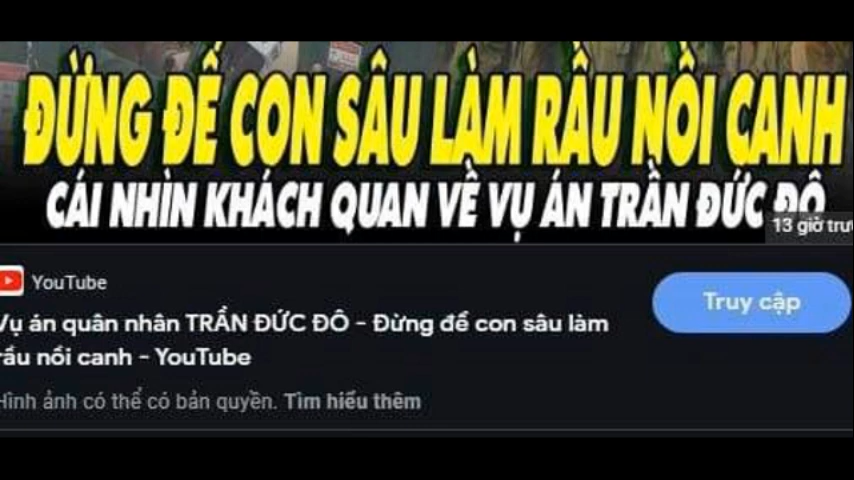 ĐỪNG ĐỂ CON SÂU LÀM RẦU NỒI CANH
CÁI NHÌN KHÁCH QUAN VỀ VỤ ÁN TRẦN ĐỨC ĐÔ
13 giờ trư
YouTube
Truy cập
Vụ án quân nhân TRẦN ĐỨC ĐÔ - Đừng để con sâu làm
rầu nồi canh - YouTube
Hình ảnh có thể có bản quyền. Tìm hiểu thêm